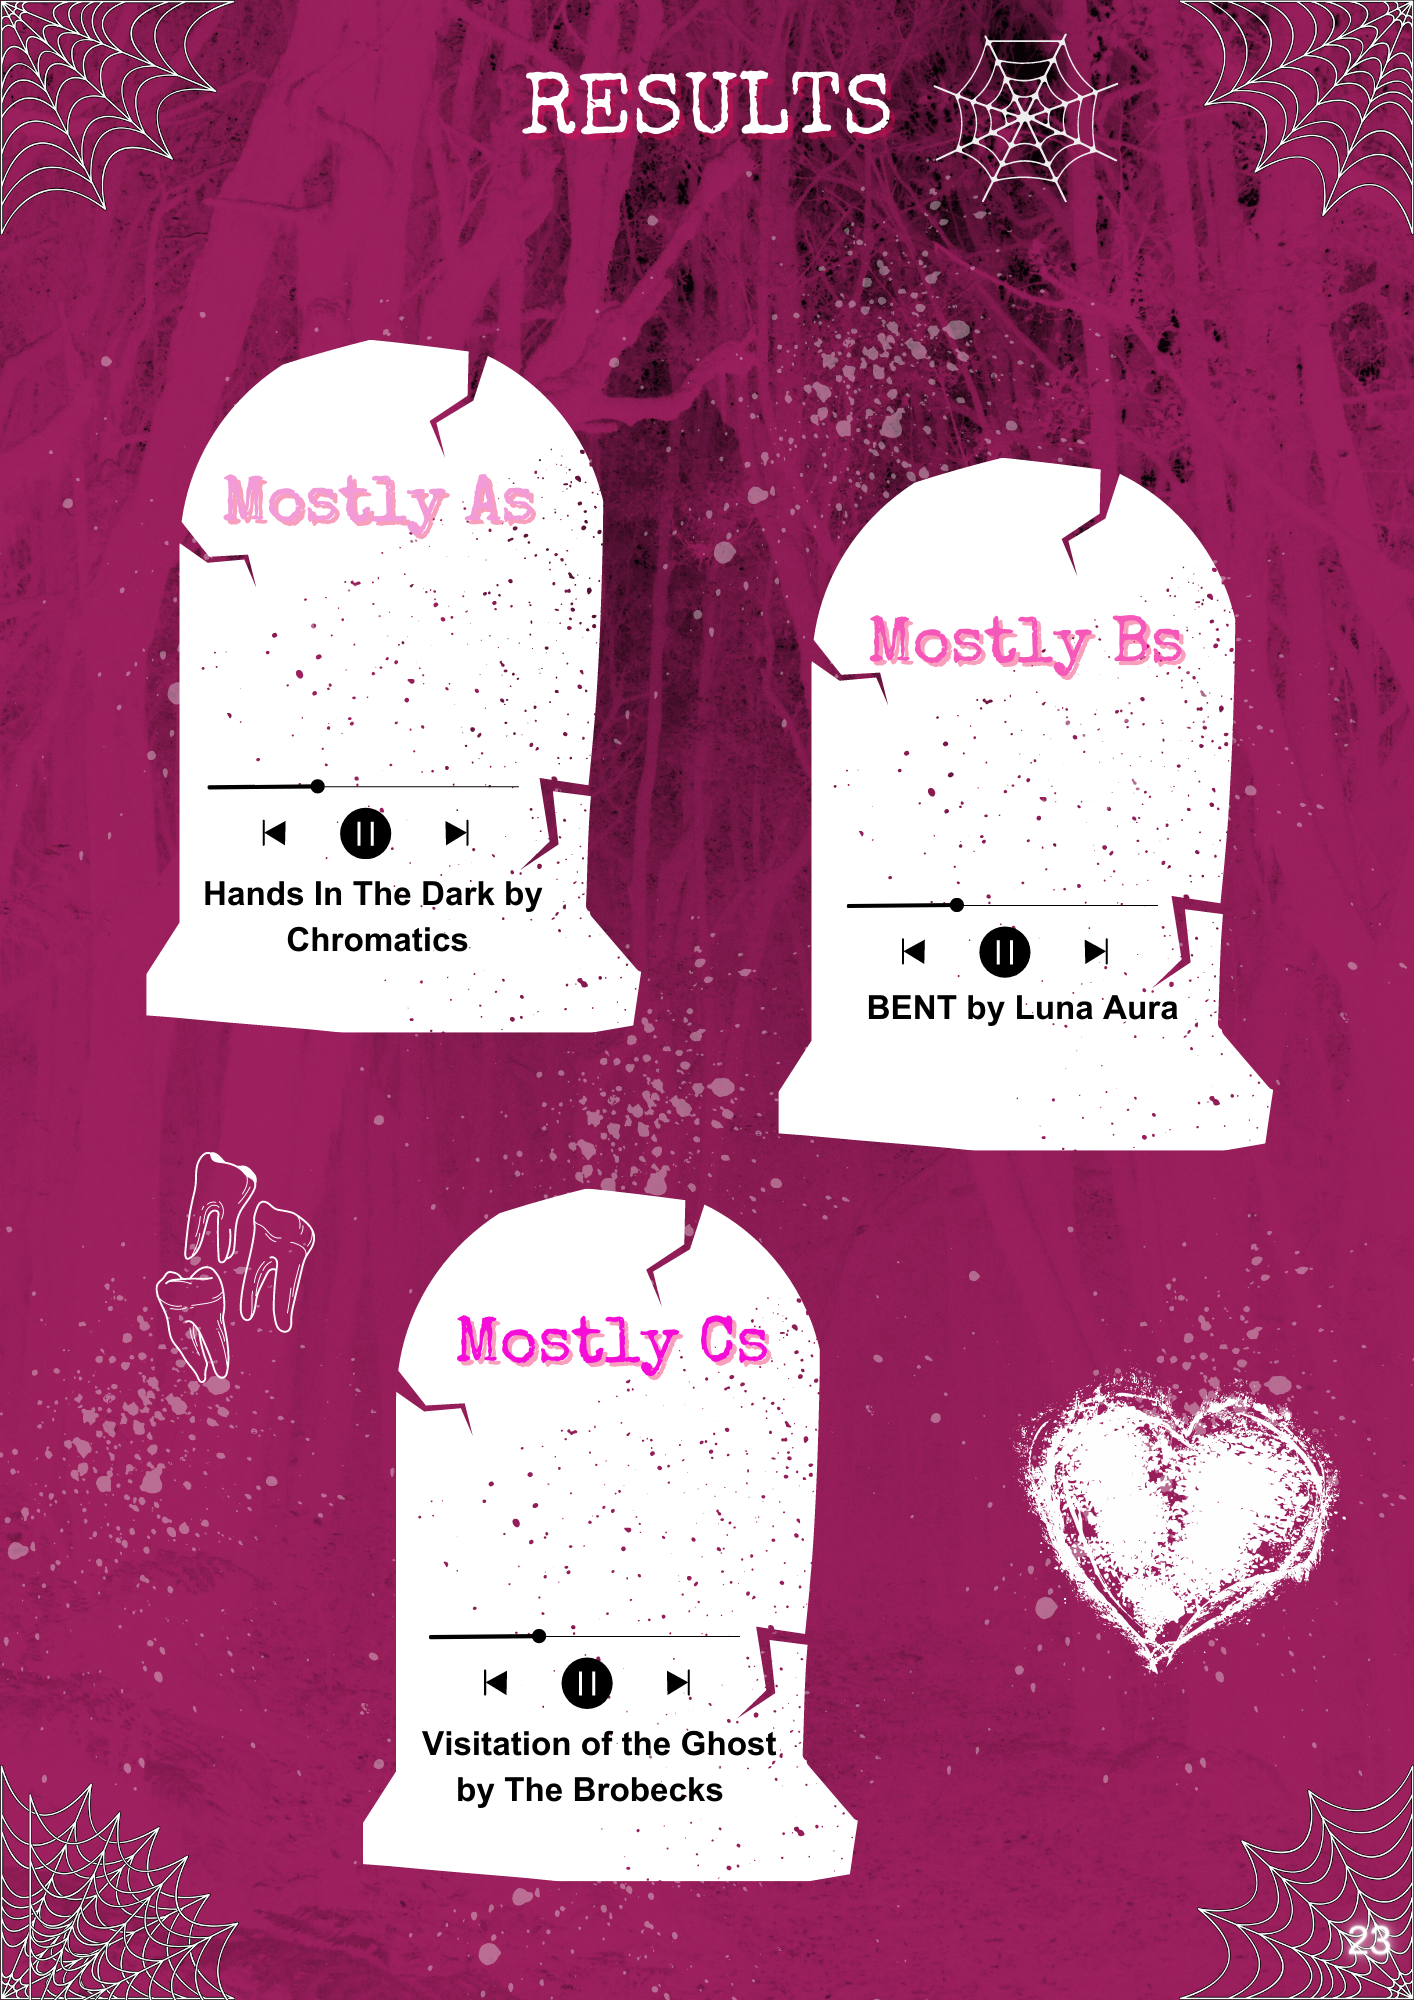 RESULTS
Mostly As
Hands In The Dark by
Chromatics
Mostly Bs
BENT by Luna Aura
Mostly Cs
Visitation of the Ghost
by The Brobecks
23